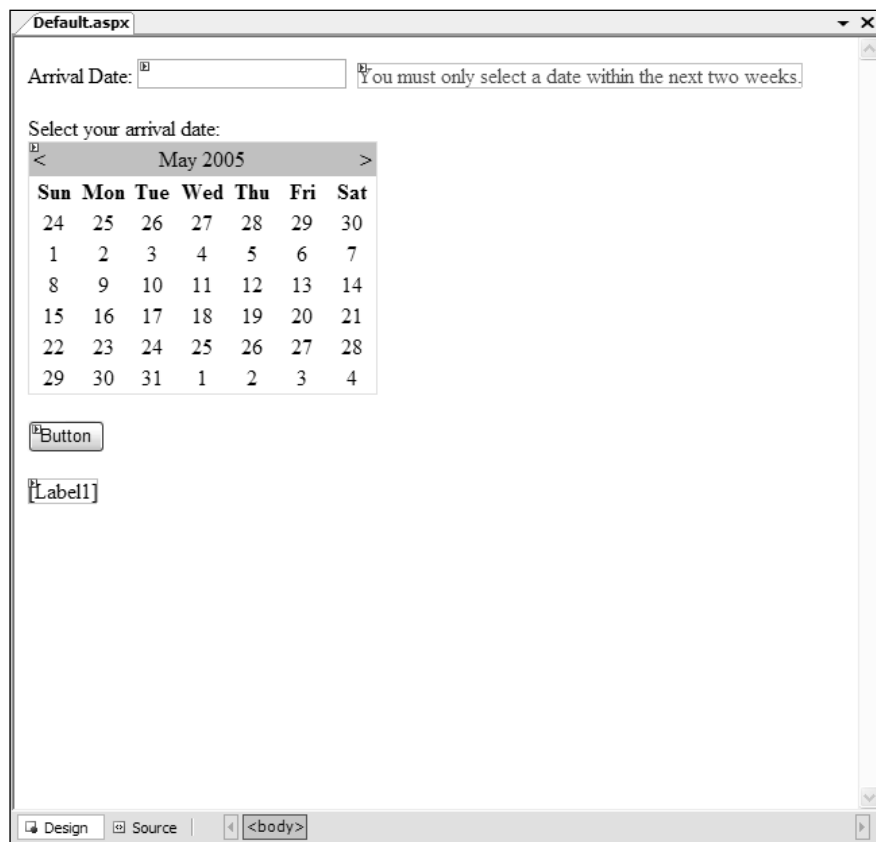 Default.aspx
Arrival Date: You must only select a date within the next two weeks.
Select your arrival date:
< May 2005 >
Sun Mon Tue Wed Thu Fri Sat
24 25 26 27 28 29 30
1 2 3 4 5 6 7
8 9 10 11 12 13 14
15 16 17 18 19 20 21
22 23 24 25 26 27 28
29 30 31 1 2 3 4
Button
[Label1]
Design Source <body>